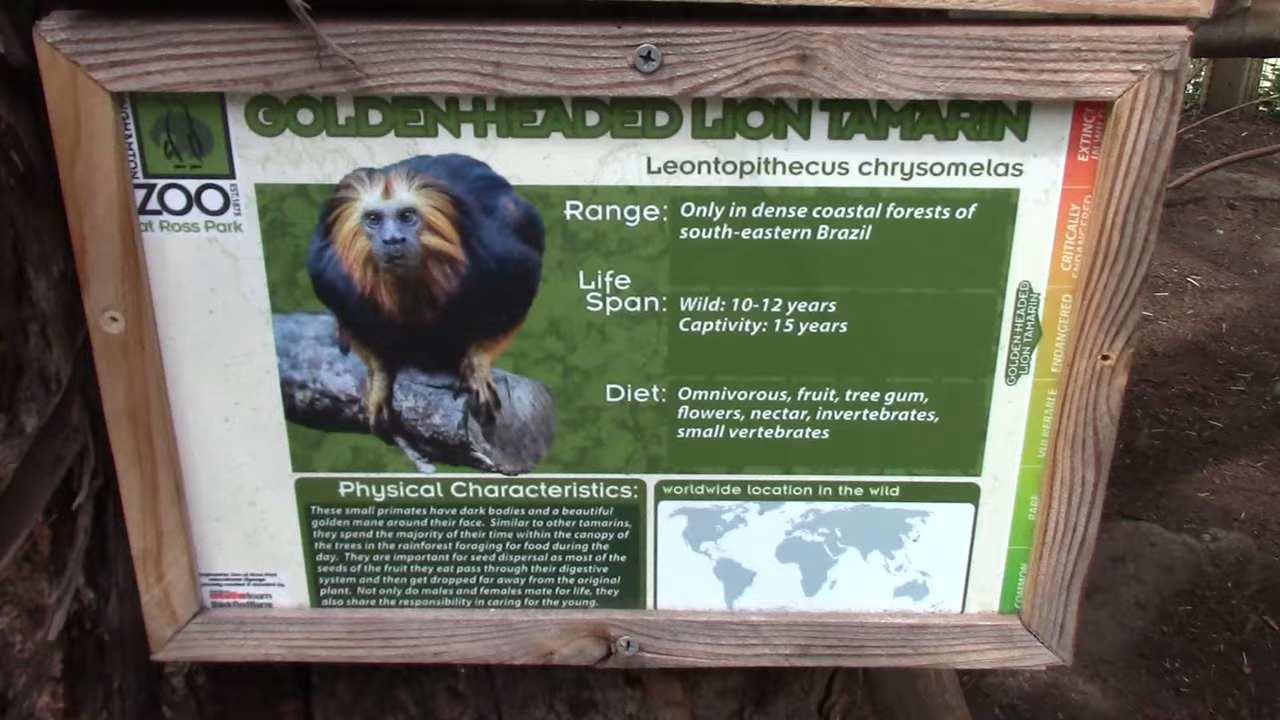 GOLDEN-HEADED LION TAMARIN
Leontopithecus chrysomelas
ZOO
EST. 1875
at Ross Park
Range: Only in dense coastal forests of
south-eastern Brazil
Life
Span: Wild: 10-12 years
Captivity: 15 years
Diet: Omnivorous, fruit, tree gum,
flowers, nectar, invertebrates,
small vertebrates
EXTINCT
IN WILD
CRITICALLY
ENDANGERED
ENDANGERED
GOLDEN-HEADED
LION TAMARIN
VULNERABLE
RARE
COMMON
Physical Characteristics:
These small primates have dark bodies and a beautiful
golden mane around their face. Similar to other tamarins,
they spend the majority of their time within the canopy of
the trees in the rainforest foraging for food during the
day. They are important for seed dispersal as most of the
seeds of the fruit they eat pass through their digestive
system and then get dropped far away from the original
plant. Not only do males and females mate for life, they
also share the responsibility in caring for the young.
worldwide location in the wild